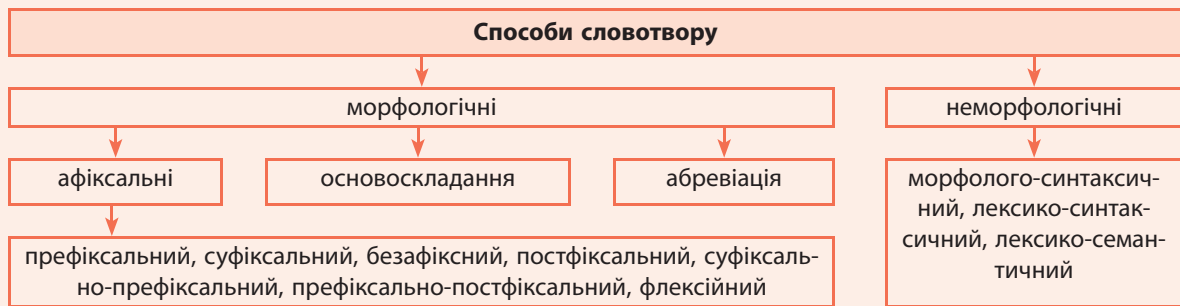 Способи словотвору
морфологічні
неморфологічні
афіксальні
основоскладання
абревіація
морфолого-синтаксич-
ний, лексико-синтак-
сичний, лексико-семан-
тичний
префіксальний, суфіксальний, безафіксний, постфіксальний, суфіксаль-
но-префіксальний, префіксально-постфіксальний, флексійний